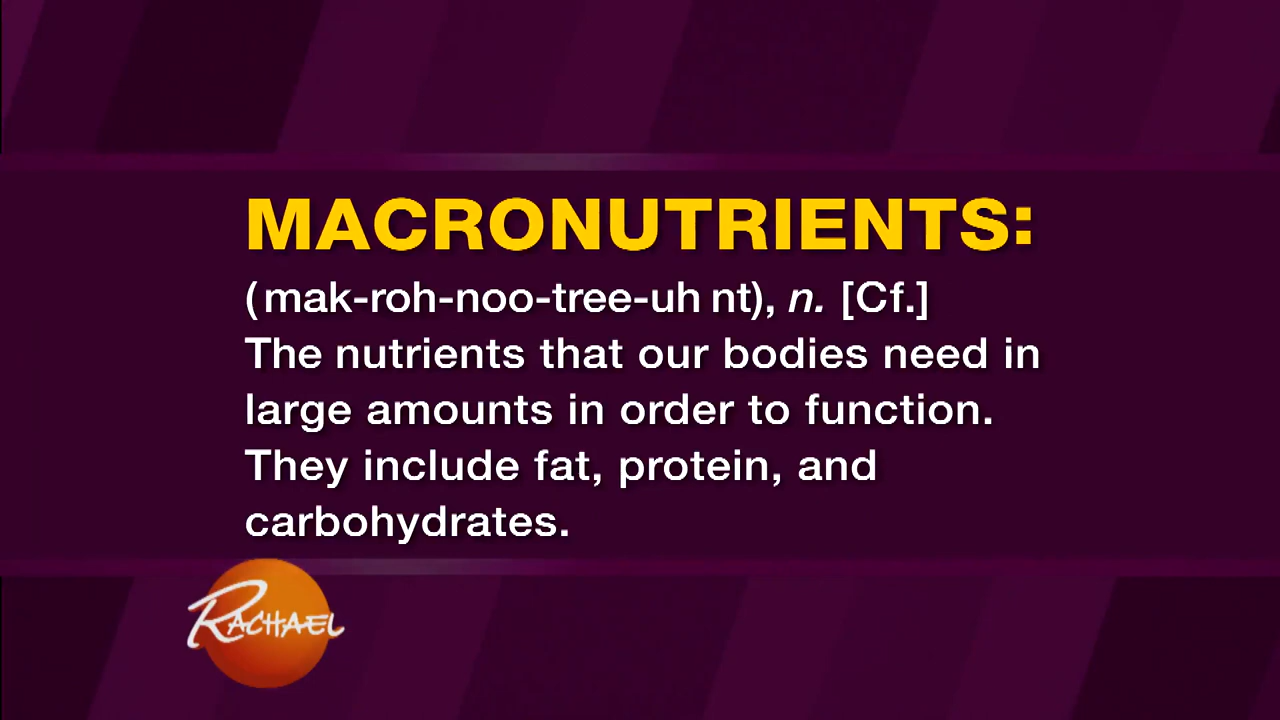 MACRONUTRIENTS:
(mak-roh-noo-tree-uh nt), n. [Cf.]
The nutrients that our bodies need in
large amounts in order to function.
They include fat, protein, and
carbohydrates.
RACHAEL